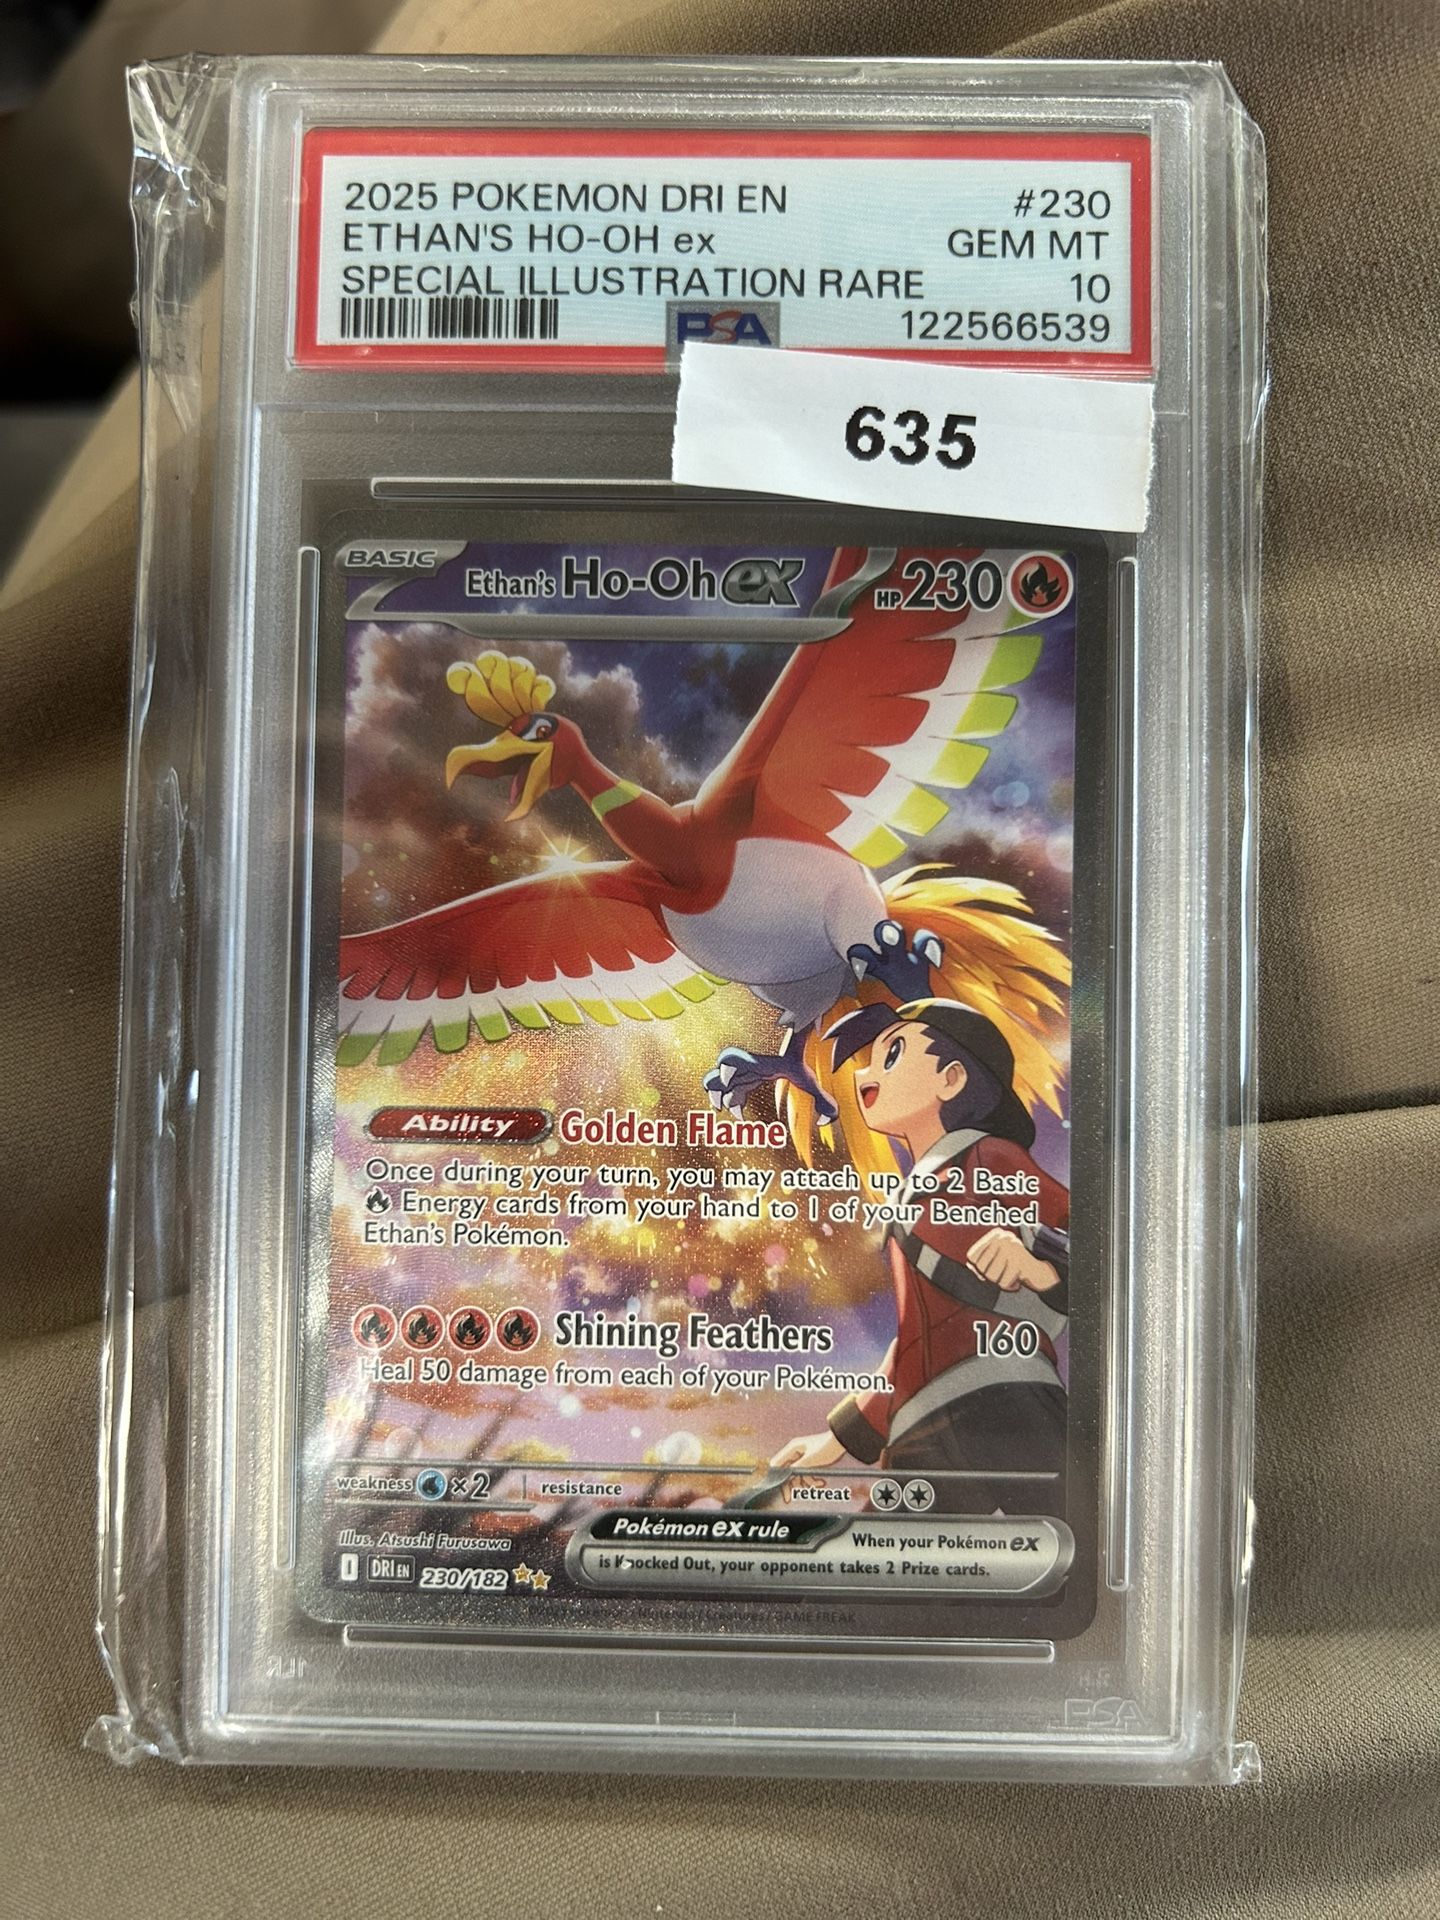 2025 POKEMON DRI EN #230
ETHAN'S HO-OH ex GEM MT
SPECIAL ILLUSTRATION RARE 10
PSA 122566539
635
BASIC Ethan's Ho-Oh ex HP 230
Ability Golden Flame
Once during your turn, you may attach up to 2 Basic
Energy cards from your hand to 1 of your Benched
Ethan's Pokémon.
Shining Feathers 160
Heal 50 damage from each of your Pokémon.
weakness ×2 resistance retreat
Pokémon ex rule When your Pokémon ex
is Knocked Out, your opponent takes 2 Prize cards.
Illus. Atsushi Furusawa
I DRI EN 230/182
Nintendo / Creatures / GAME FREAK
PSA